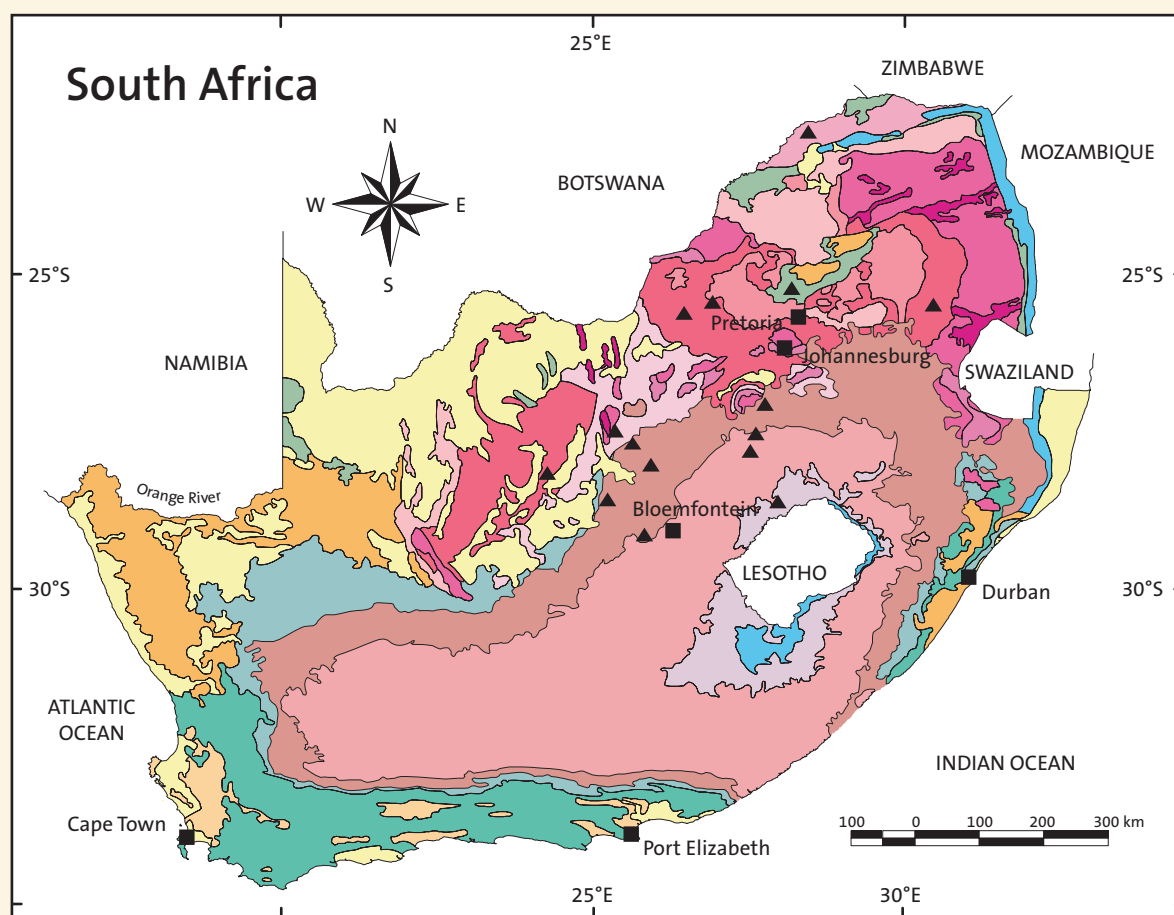 25°E
South Africa
ZIMBABWE
N
MOZAMBIQUE
BOTSWANA
W
E
S
25°S
25°S
Pretoria
Johannesburg
NAMIBIA
SWAZILAND
Orange River
Bloemfontein
LESOTHO
30°S
30°S
Durban
ATLANTIC
OCEAN
INDIAN OCEAN
Cape Town
100 0 100 200 300 km
Port Elizabeth
25°E
30°E